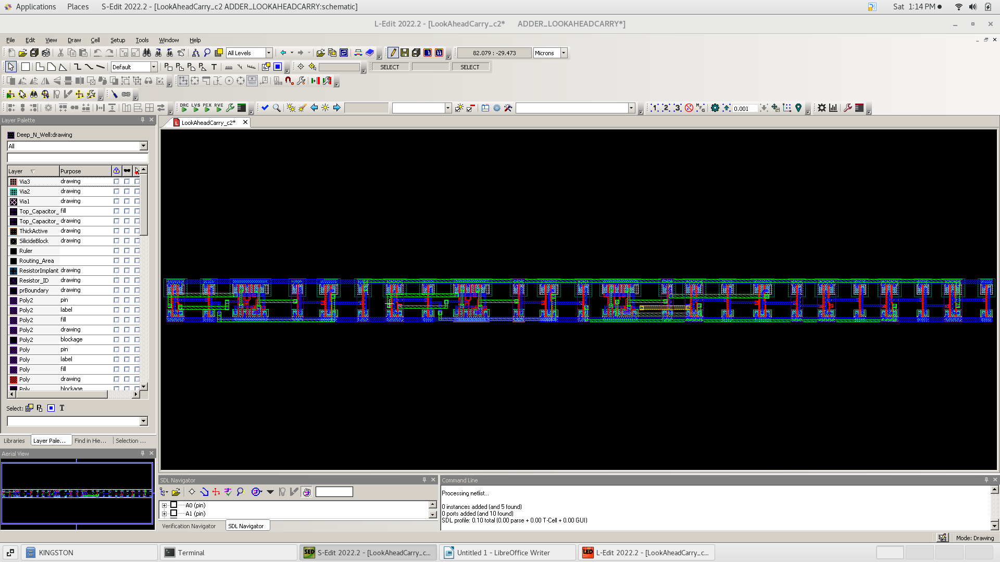 Applications Places S-Edit 2022.2 - [LookAheadCarry_c2 ADDER_LOOKAHEADCARRY:schematic] Sat 1:14 PM
L-Edit 2022.2 - [LookAheadCarry_c2* ADDER_LOOKAHEADCARRY*]
File Edit View Draw Cell Setup Tools Window Help
All Levels 82.079 : -29.473 Microns
Default SELECT SELECT
DRC LVS PEX RVE 0.001
Layer Palette
LookAheadCarry_c2*
Deep_N_Well:drawing
All
Layer Purpose
Via3 drawing
Via2 drawing
Via1 drawing
Top_Capacitor_ fill
Top_Capacitor_ drawing
ThickActive drawing
SilicideBlock drawing
Ruler
Routing_Area
ResistorImplant drawing
Resistor_ID drawing
prBoundary drawing
Poly2 pin
Poly2 label
Poly2 fill
Poly2 drawing
Poly2 blockage
Poly pin
Poly label
Poly fill
Poly drawing
Poly blockage
Select:
Libraries Layer Pale... Find in Hie... Selection ...
Aerial View
SDL Navigator
A0 (pin)
A1 (pin)
Verification Navigator SDL Navigator
Command Line
Processing netlist...
0 instances added (and 5 found)
0 ports added (and 10 found)
SDL profile: 0.10 total (0.00 parse + 0.00 T-Cell + 0.00 GUI)
Mode: Drawing
KINGSTON Terminal S-Edit 2022.2 - [LookAheadCarry_c... Untitled 1 - LibreOffice Writer L-Edit 2022.2 - [LookAheadCarry_c...